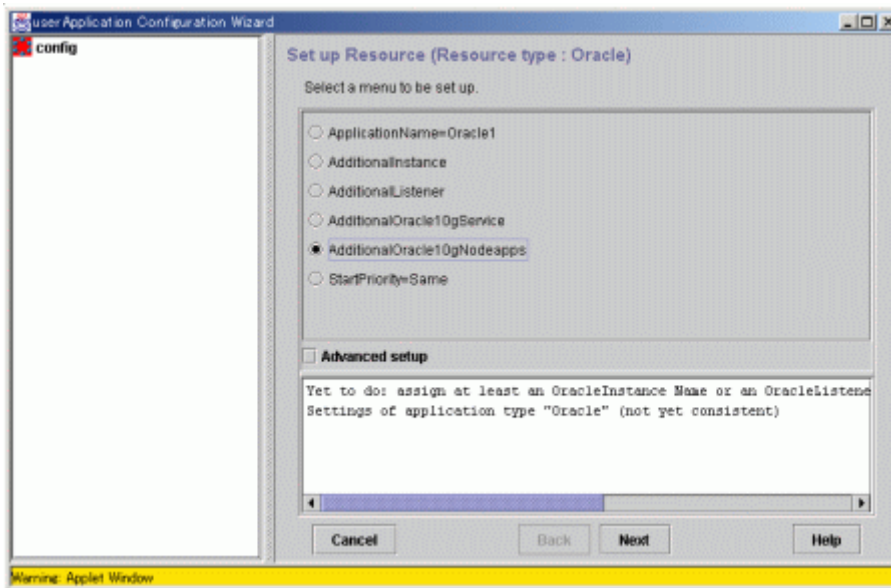 userApplication Configuration Wizard
config
Set up Resource (Resource type : Oracle)
Select a menu to be set up.
ApplicationName=Oracle1
AdditionalInstance
AdditionalListener
AdditionalOracle10gService
AdditionalOracle10gNodeapps
StartPriority=Same
Advanced setup
Yet to do: assign at least an OracleInstance Name or an OracleListene
Settings of application type "Oracle" (not yet consistent)
Cancel Back Next Help
Warning: Applet Window